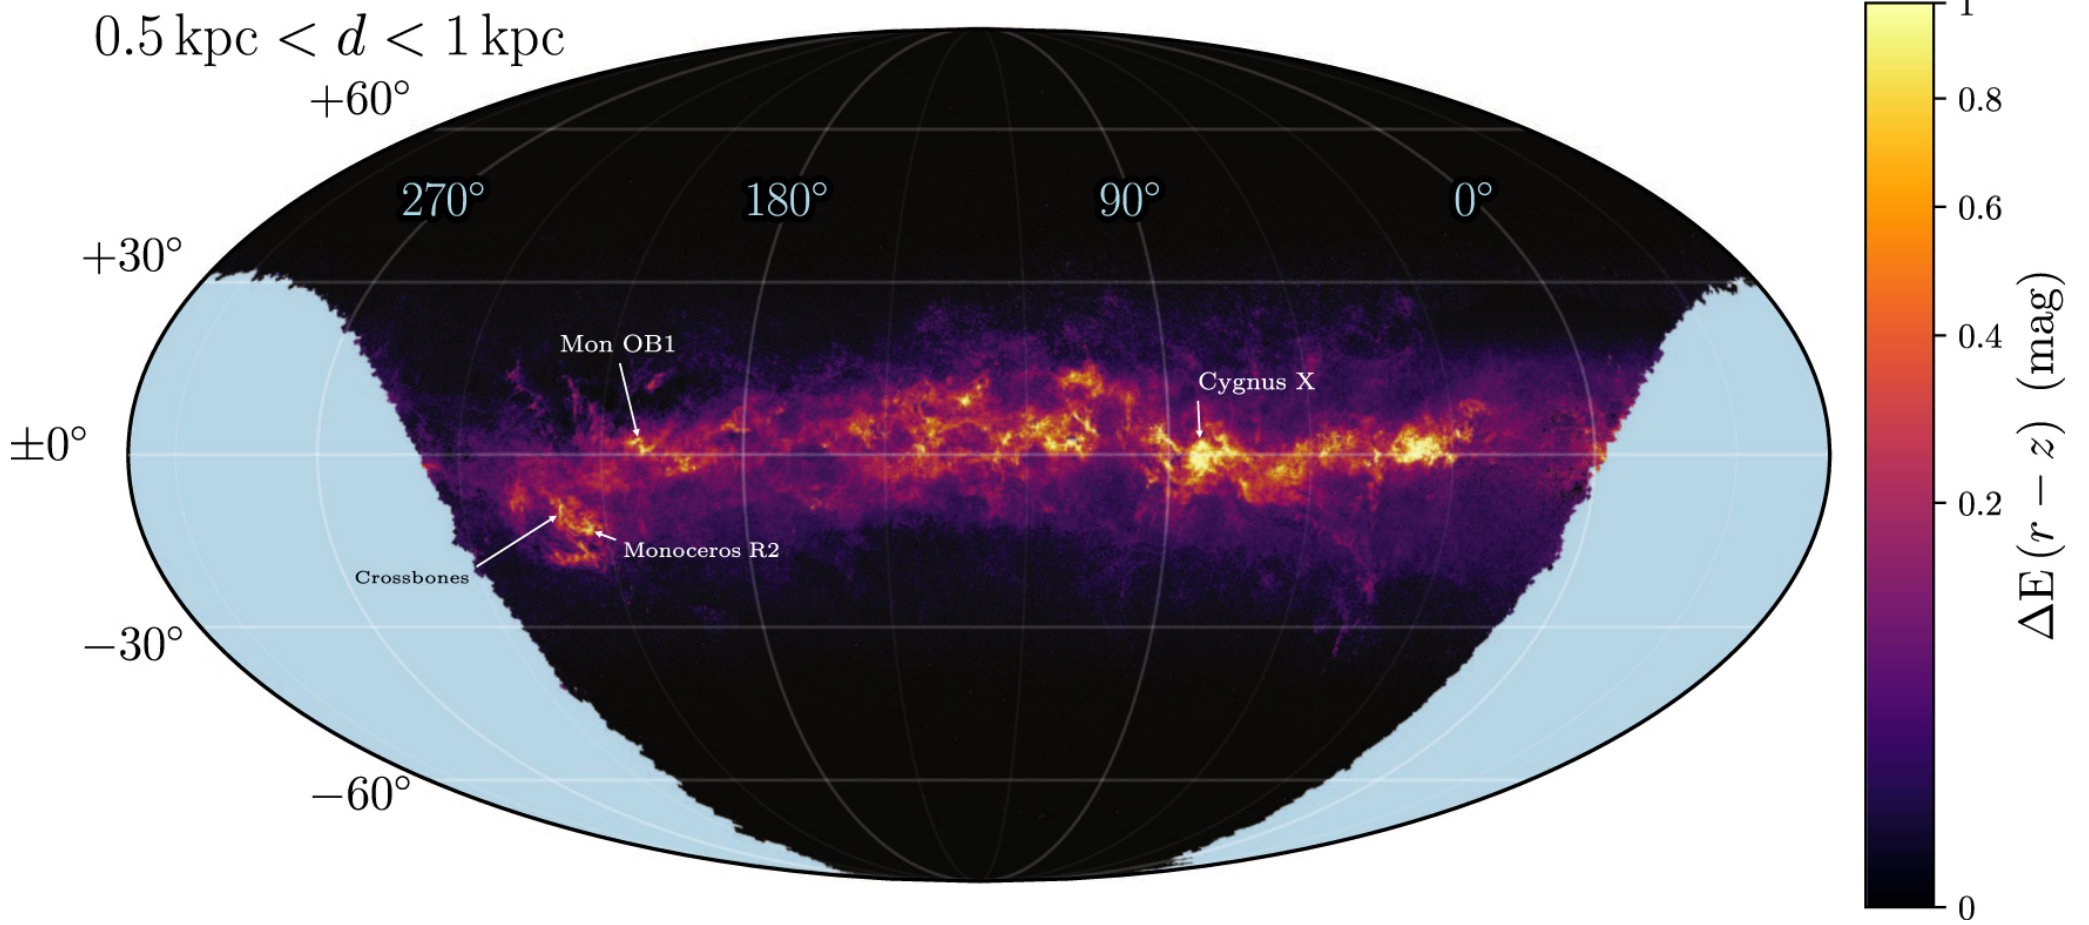 0.5 kpc < d < 1 kpc
+60°
270° 180° 90° 0°
+30°
Mon OB1
Cygnus X
±0°
Monoceros R2
Crossbones
−30°
−60°
1
0.8
0.6
0.4
0.2
0
ΔE (r − z) (mag)